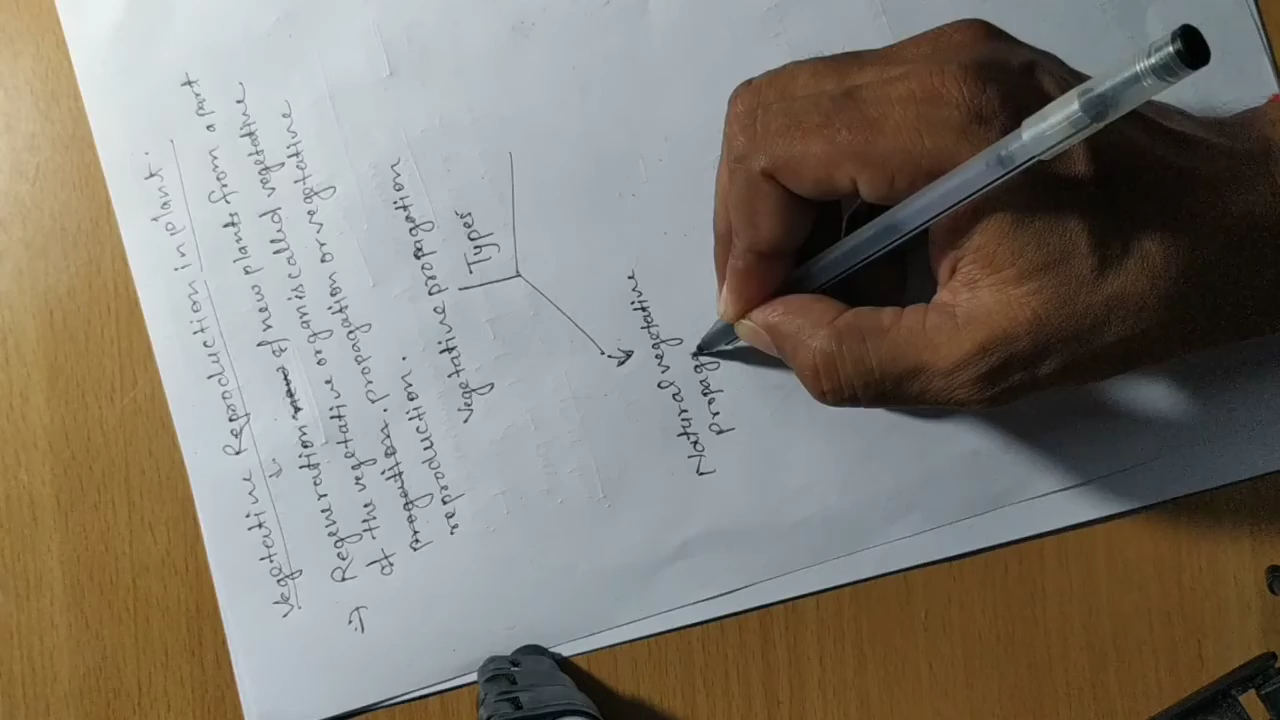 Vegetative Reproduction in plant.
⇒ Regeneration of new plants from a part
of the vegetative organ is called vegetative
propagation or vegetative
reproduction.
Vegetative propagation
Types
Natural vegetative
propag